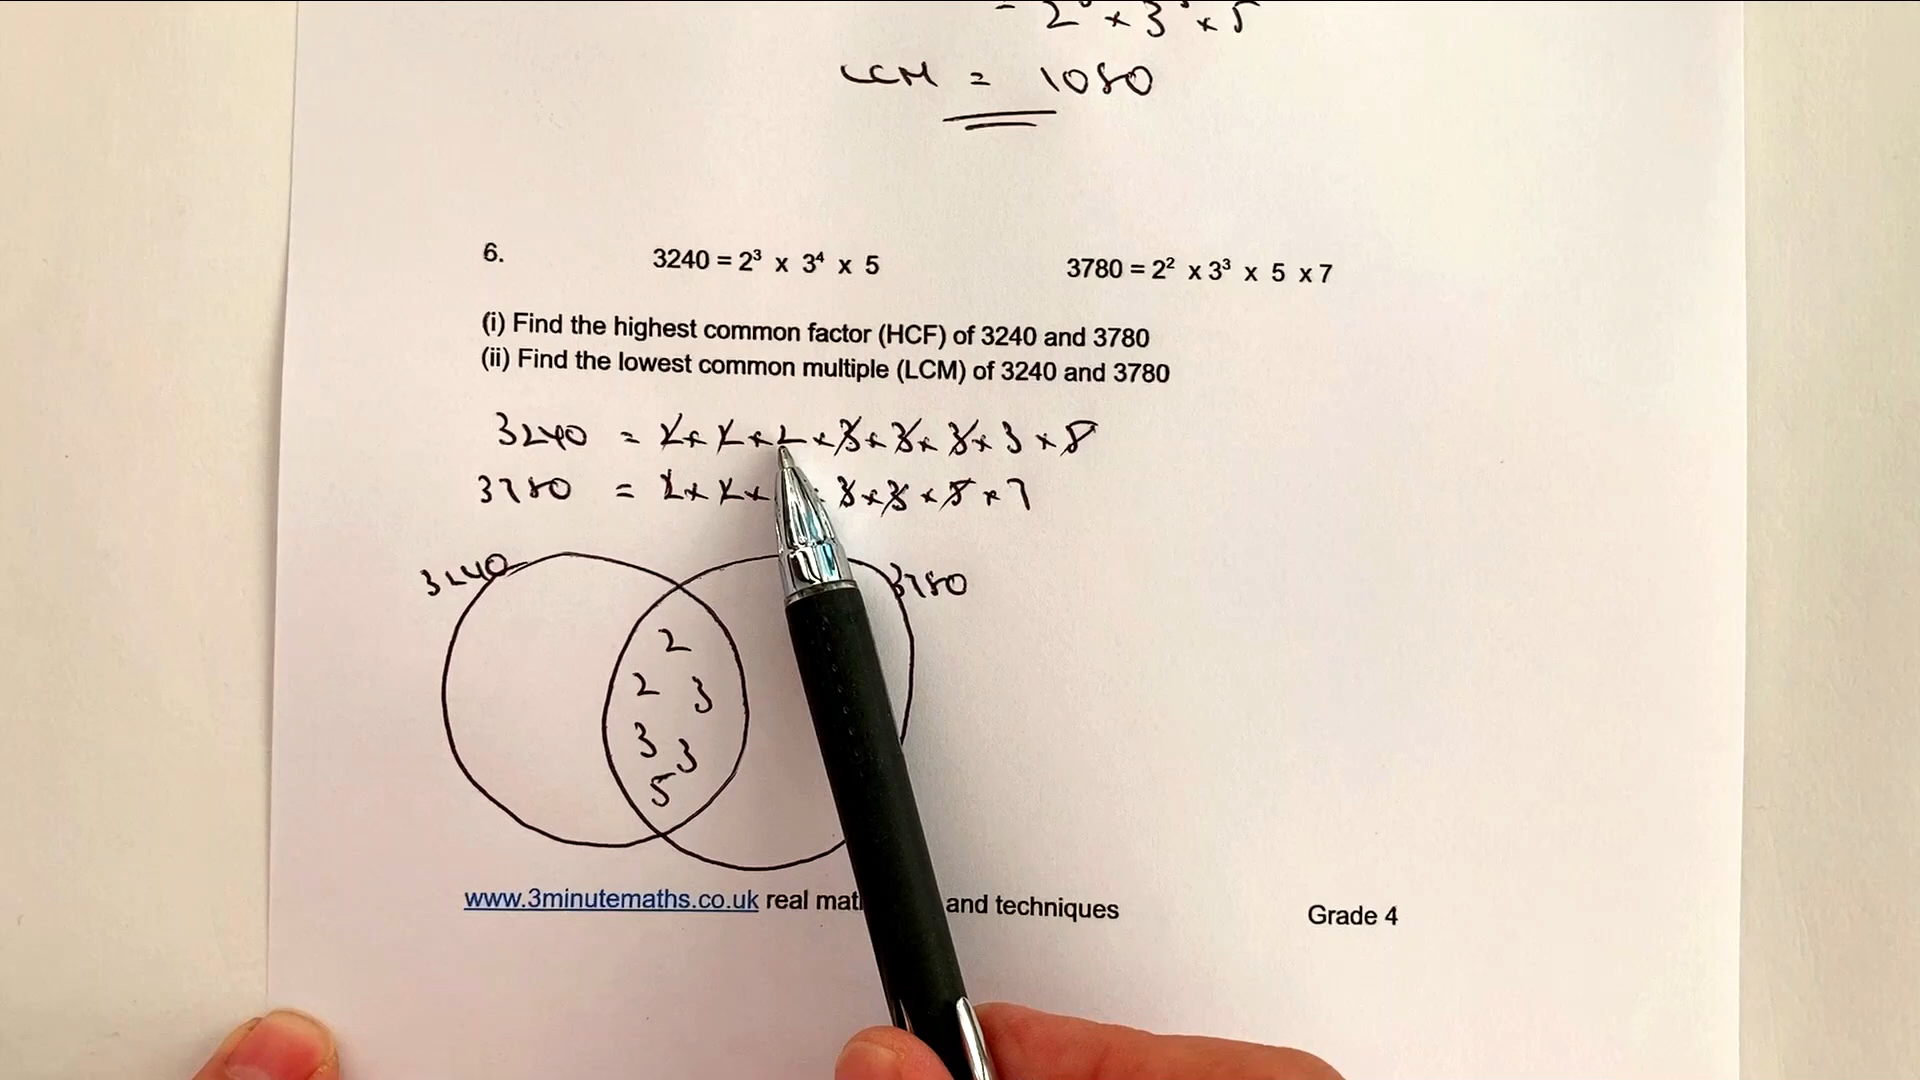 = 2³ × 3³ × 5
LCM = 1080
6. 3240 = 2³ x 3⁴ x 5 3780 = 2² x 3³ x 5 x 7
(i) Find the highest common factor (HCF) of 3240 and 3780
(ii) Find the lowest common multiple (LCM) of 3240 and 3780
3240 = 2 × 2 × 2 × 3 × 3 × 3 × 3 × 5
3780 = 2 × 2 × 3 × 3 × 5 × 7
3240
3780
2
2 3
3 3
5
www.3minutemaths.co.uk real and techniques
Grade 4